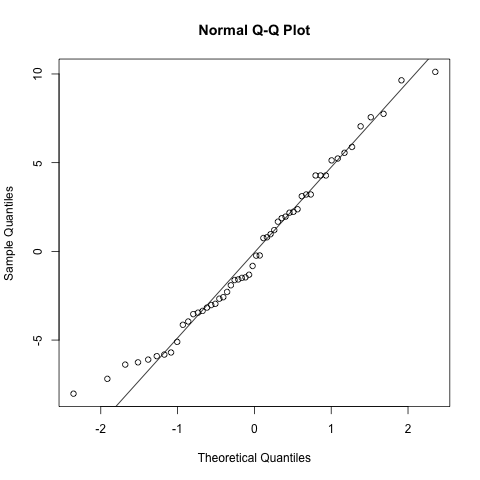 Normal Q-Q Plot
10
5
0
-5
Sample Quantiles
-2 -1 0 1 2
Theoretical Quantiles